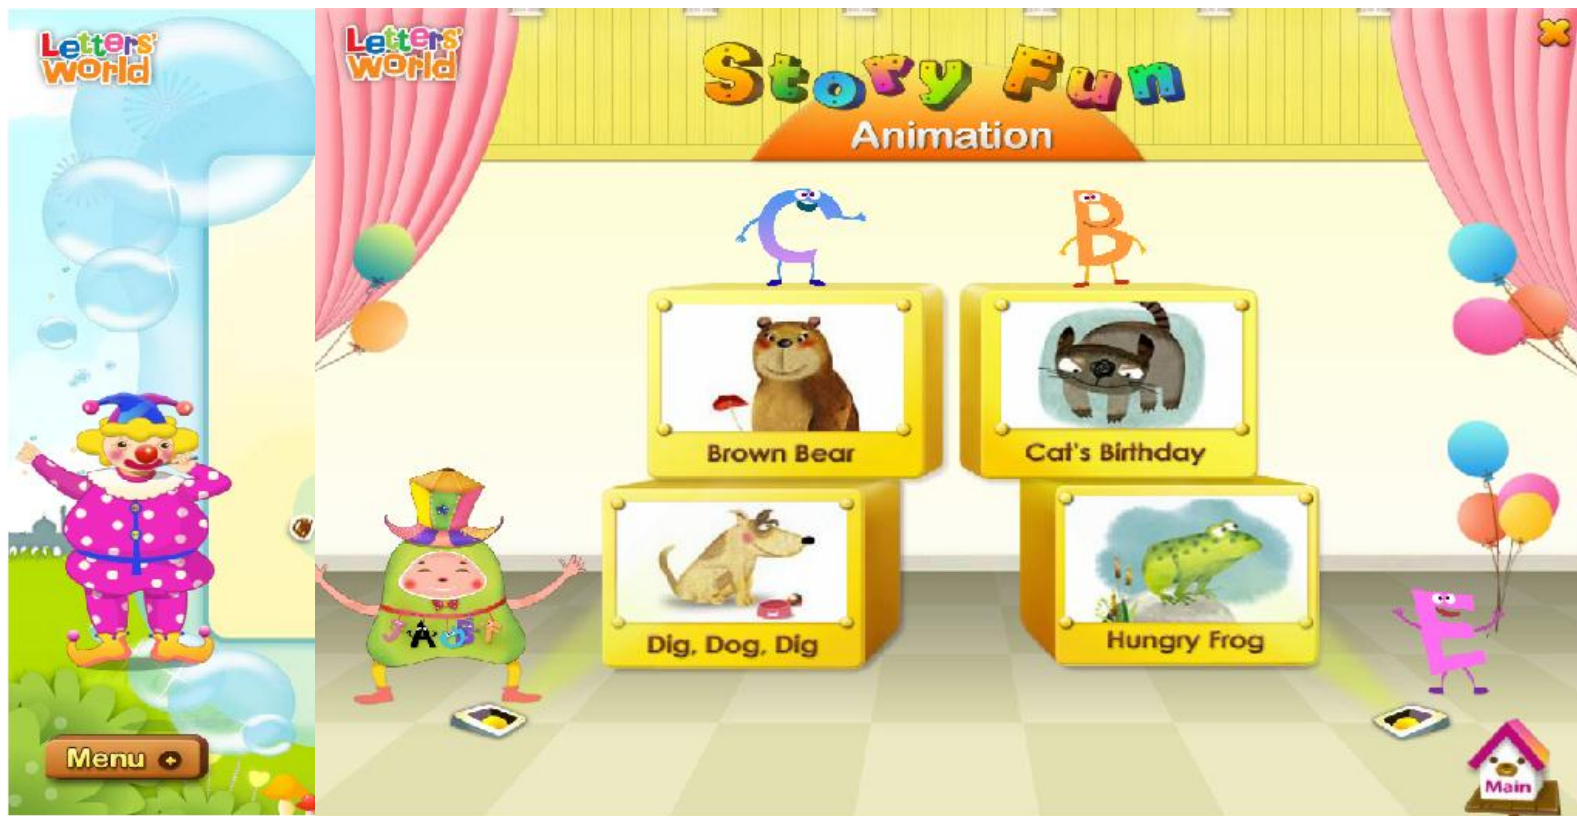 Letters'
World
Menu
Letters'
World
Story Fun
Animation
C
B
Brown Bear
Cat's Birthday
Dig, Dog, Dig
Hungry Frog
E
Main